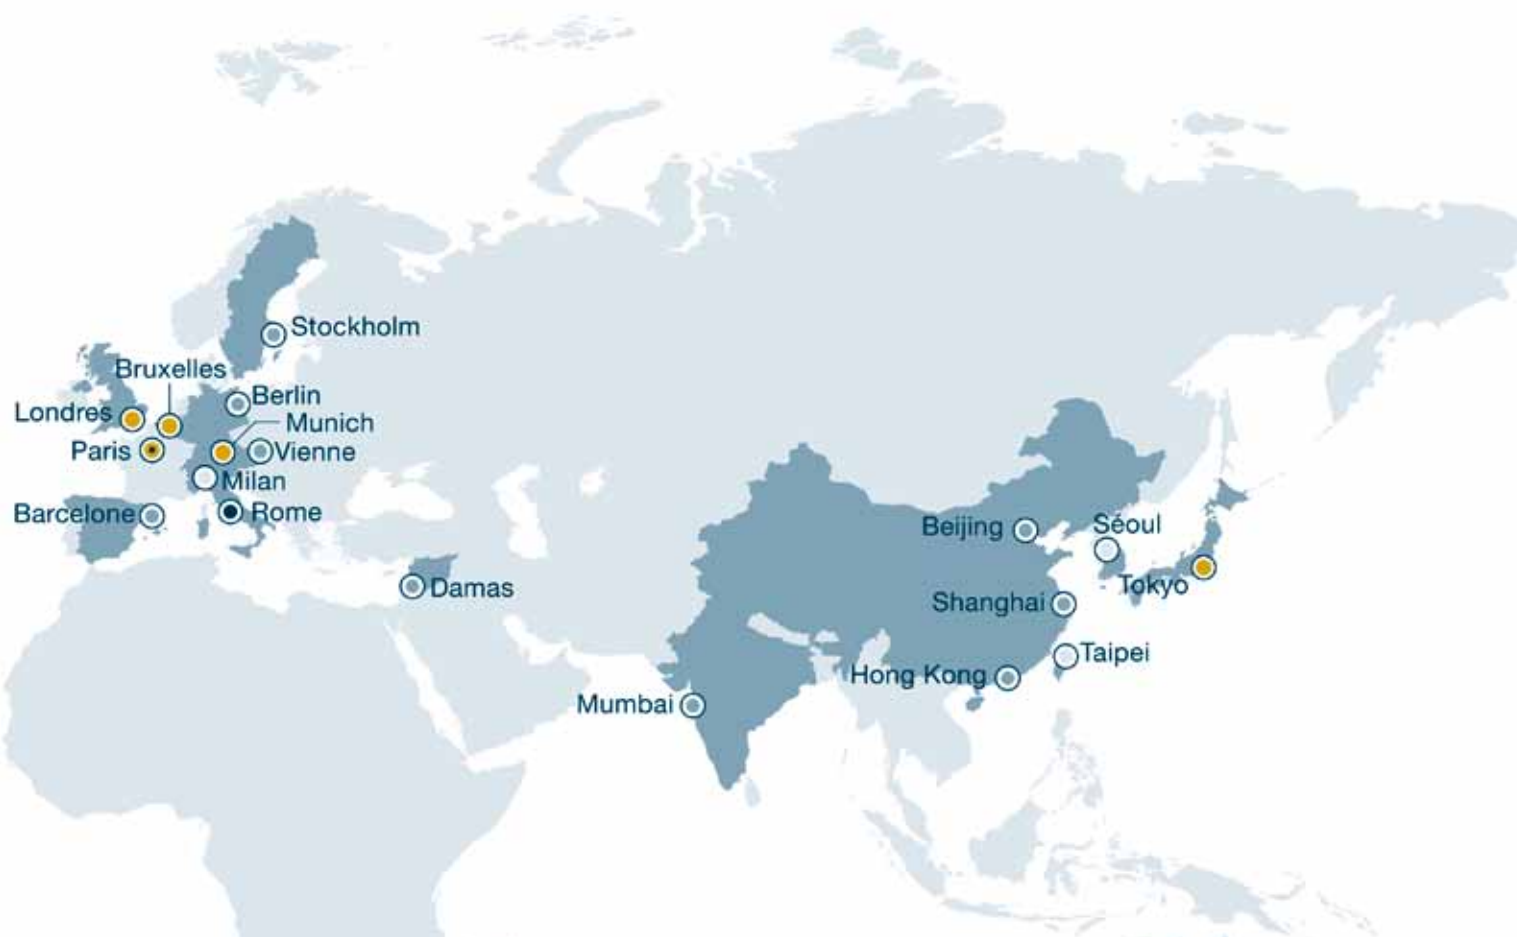 Stockholm
Bruxelles
Berlin
Londres
Munich
Paris
Vienne
Milan
Barcelone
Rome
Beijing
Séoul
Damas
Tokyo
Shanghai
Taipei
Hong Kong
Mumbai